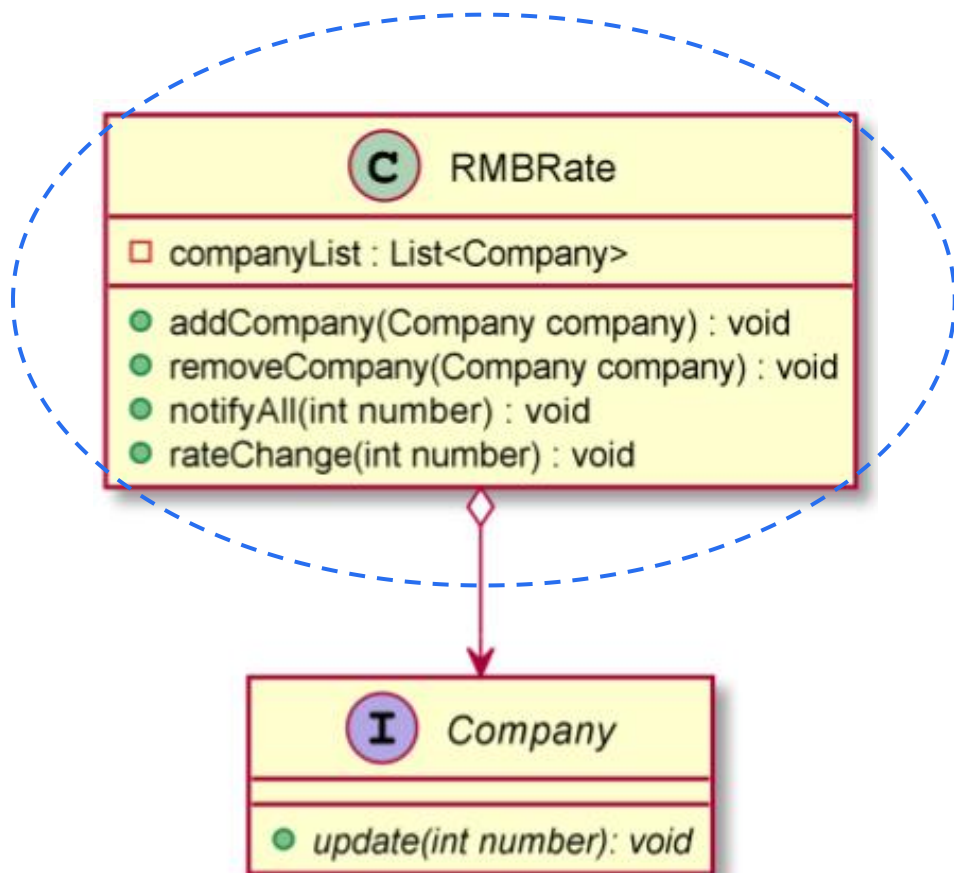 C RMBRate
companyList : List<Company>
addCompany(Company company) : void
removeCompany(Company company) : void
notifyAll(int number) : void
rateChange(int number) : void
I Company
update(int number): void